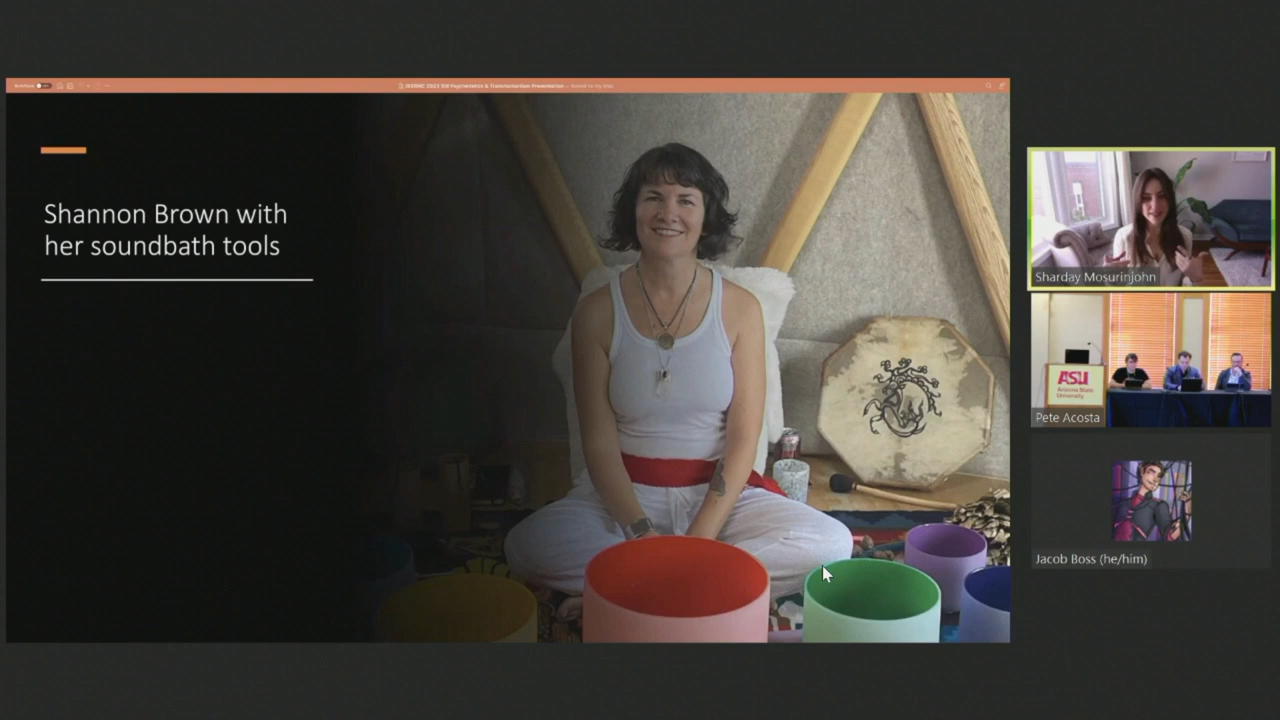 Shannon Brown with
her soundbath tools
Sharday Mosurinjohn
ASU
Arizona State
University
Pete Acosta
Jacob Boss (he/him)